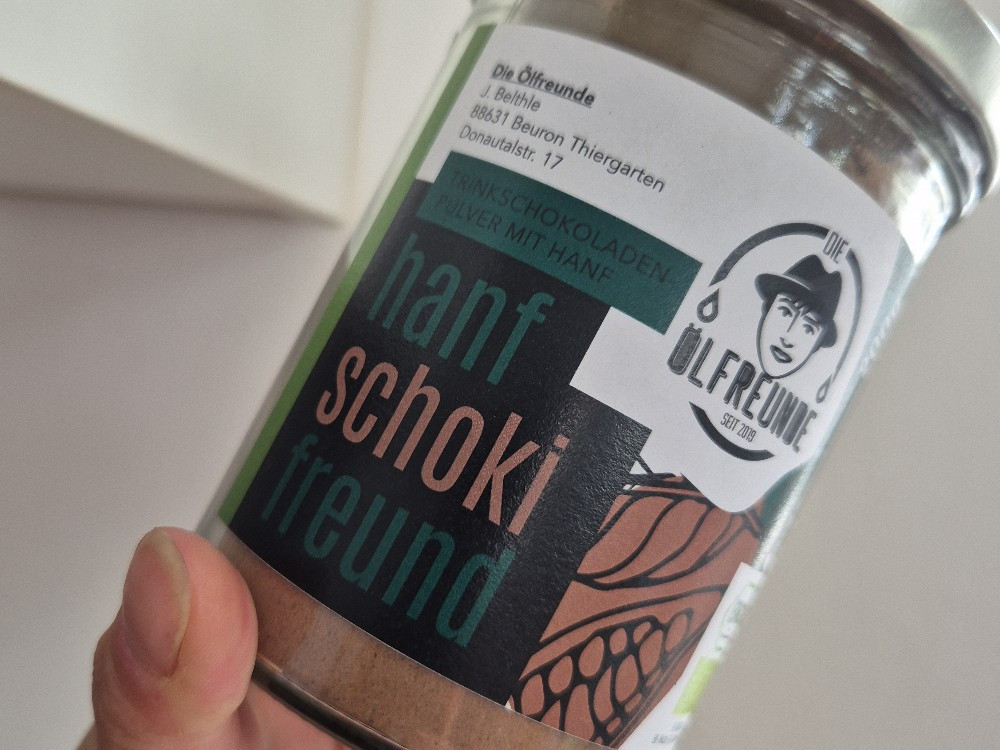 Die Ölfreunde
J. Belthle
88631 Beuron Thiergarten
Donautalstr. 17
TRINKSCHOKOLADEN
PULVER MIT HANF
hanf
schoki
freund
DIE
ÖLFREUNDE
SEIT 2019